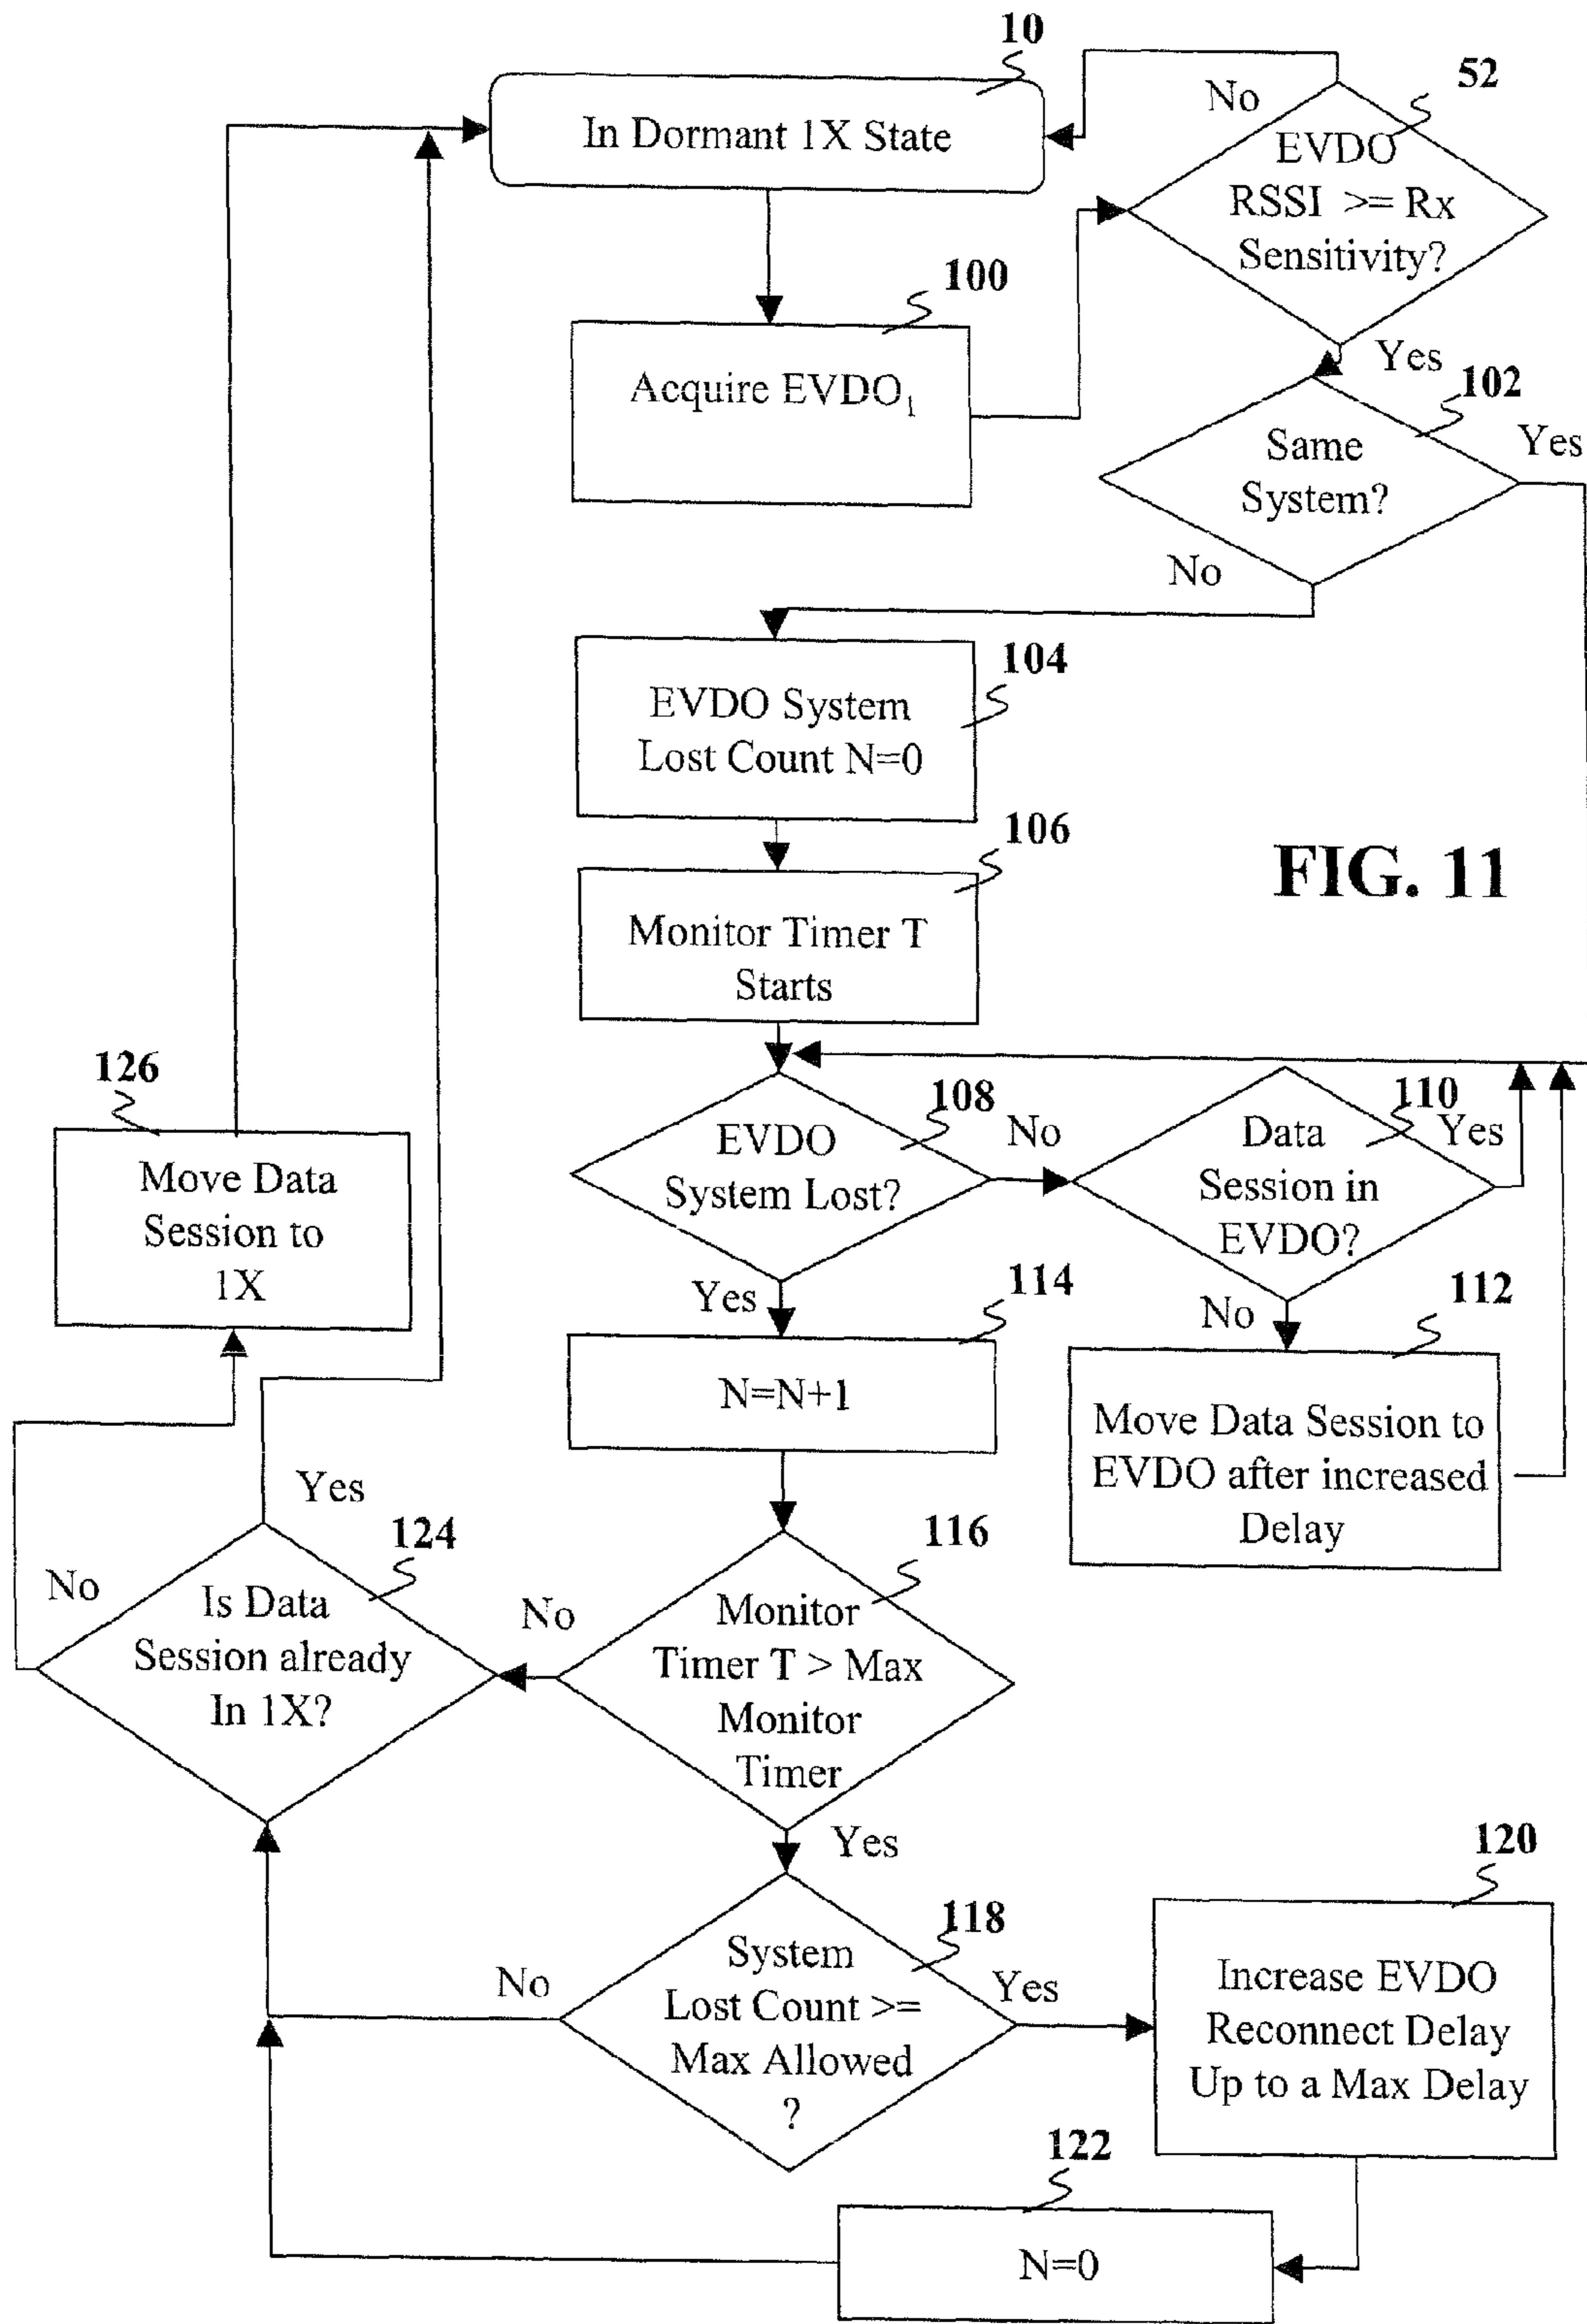 10
In Dormant 1X State
No
52
EVDO
RSSI >= Rx
Sensitivity?
Yes
100
Acquire EVDO₁
102
Same
System?
Yes
No
104
EVDO System
Lost Count N=0
106
Monitor Timer T
Starts
FIG. 11
126
Move Data
Session to
1X
108
EVDO
System Lost?
No
110
Data
Session in
EVDO?
Yes
Yes
114
N=N+1
No
112
Move Data Session to
EVDO after increased
Delay
Yes
124
No
Is Data
Session already
In 1X?
No
116
Monitor
Timer T > Max
Monitor
Timer
Yes
118
System
Lost Count >=
Max Allowed
?
No
Yes
120
Increase EVDO
Reconnect Delay
Up to a Max Delay
122
N=0